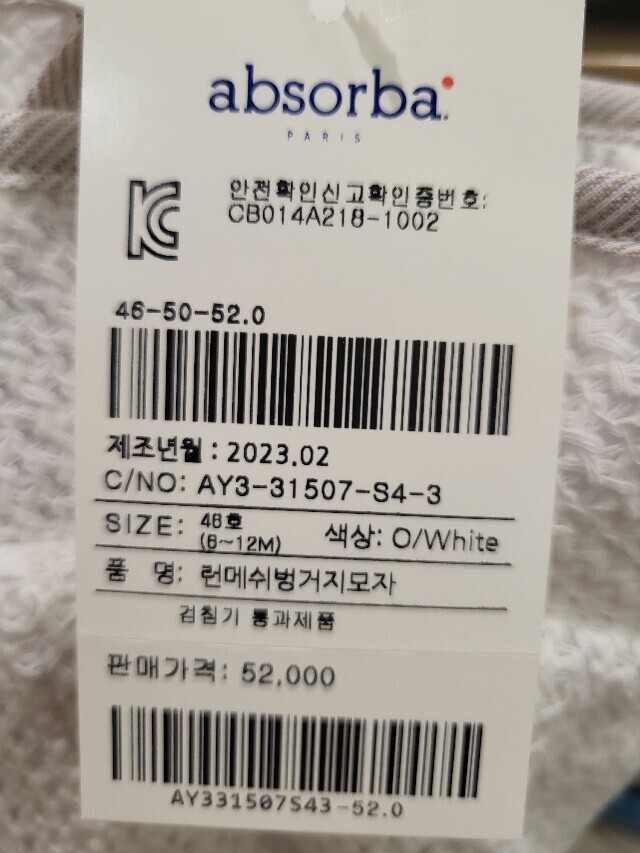 absorba
PARIS
안전확인신고확인증번호:
CB014A218-1002
46-50-52.0
제조년월 : 2023.02
C/NO: AY3-31507-S4-3
SIZE: 46호 (6~12M) 색상: O/White
품 명: 런메쉬벙거지모자
검침기 통과제품
판매가격: 52,000
AY331507S43-52.0